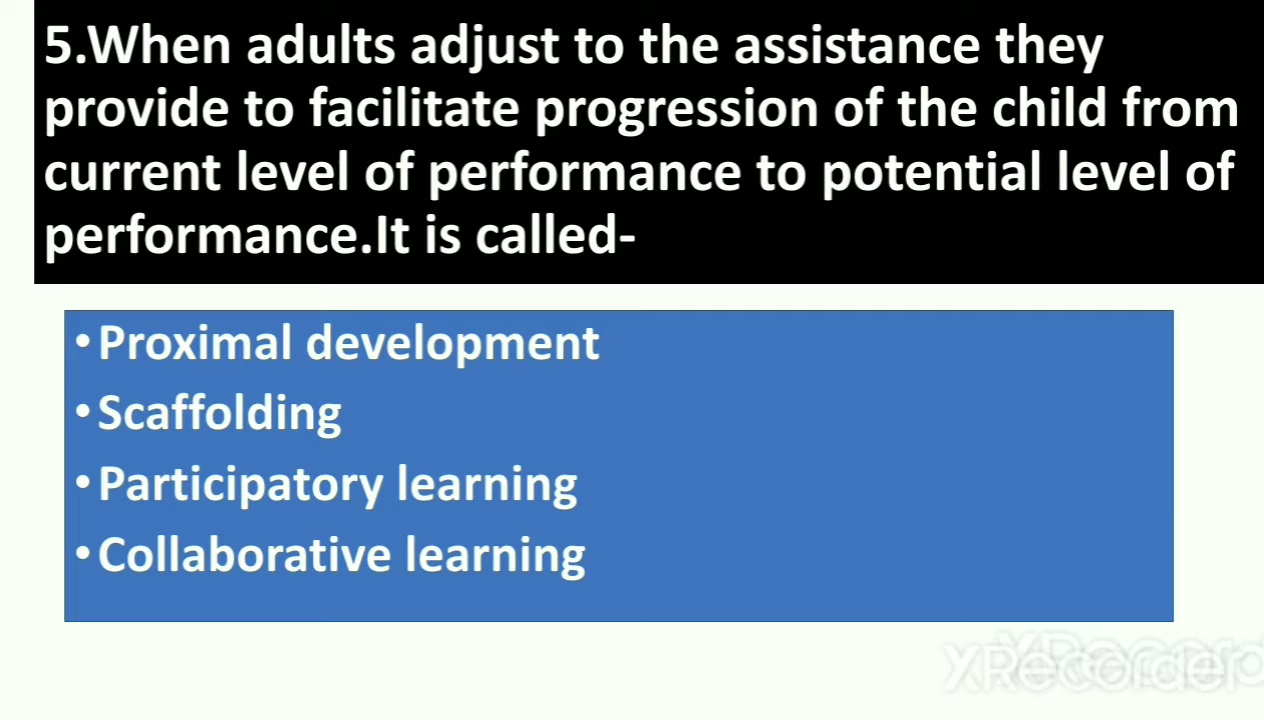 5.When adults adjust to the assistance they
provide to facilitate progression of the child from
current level of performance to potential level of
performance.It is called-
• Proximal development
• Scaffolding
• Participatory learning
• Collaborative learning
XRecorder